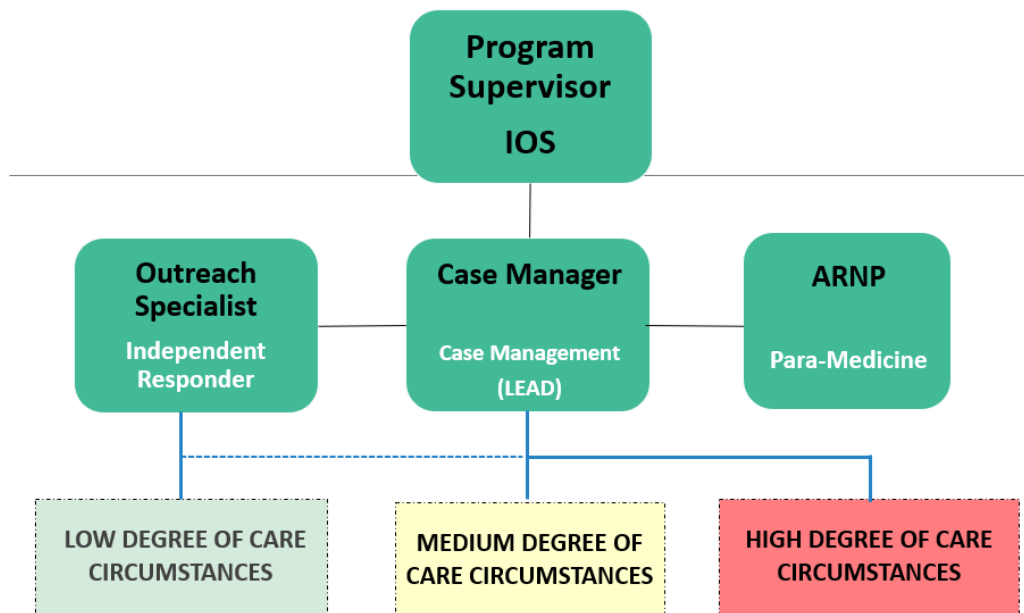 Program
Supervisor
IOS
Outreach
Specialist
Independent
Responder
Case Manager
Case Management
(LEAD)
ARNP
Para-Medicine
LOW DEGREE OF CARE
CIRCUMSTANCES
MEDIUM DEGREE OF
CARE CIRCUMSTANCES
HIGH DEGREE OF CARE
CIRCUMSTANCES